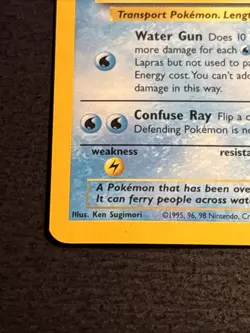 Transport Pokémon. Leng
Water Gun Does 10
more damage for each
Lapras but not used to pa
Energy cost. You can't add
damage in this way.
Confuse Ray Flip a c
Defending Pokémon is n
weakness resista
A Pokémon that has been ove
It can ferry people across wat
Illus. Ken Sugimori ©1995, 96, 98 Nintendo, Cr